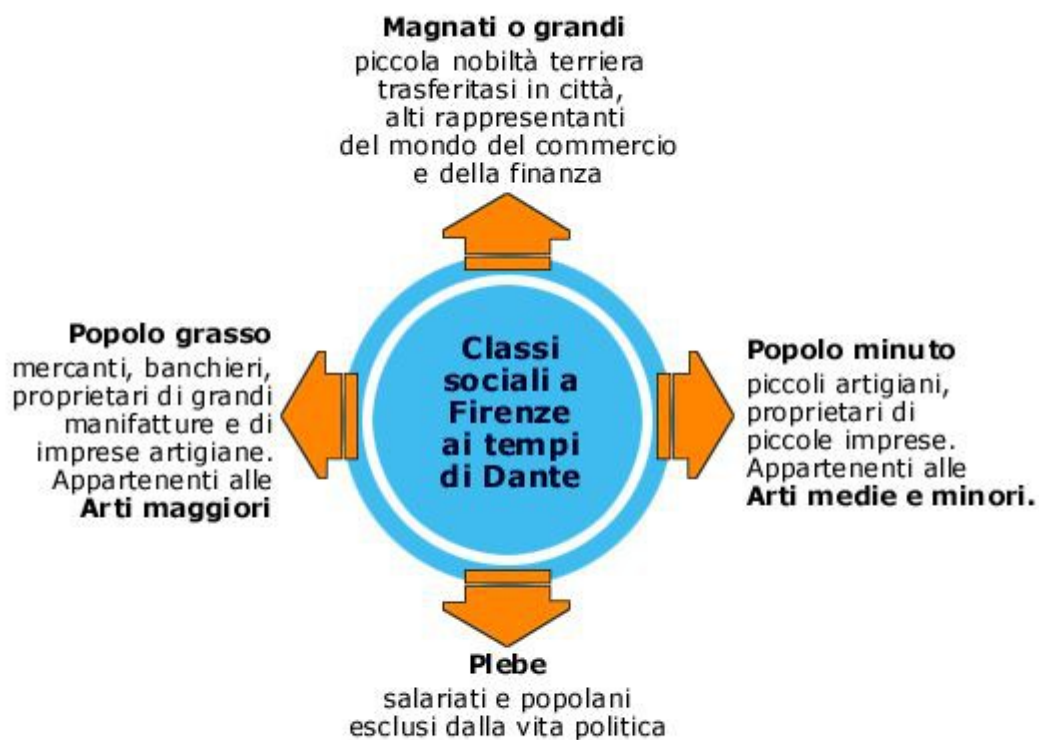 Magnati o grandi
piccola nobiltà terriera
trasferitasi in città,
alti rappresentanti
del mondo del commercio
e della finanza
Popolo grasso
mercanti, banchieri,
proprietari di grandi
manifatture e di
imprese artigiane.
Appartenenti alle
Arti maggiori
Classi
sociali a
Firenze
ai tempi
di Dante
Popolo minuto
piccoli artigiani,
proprietari di
piccole imprese.
Appartenenti alle
Arti medie e minori.
Plebe
salariati e popolani
esclusi dalla vita politica